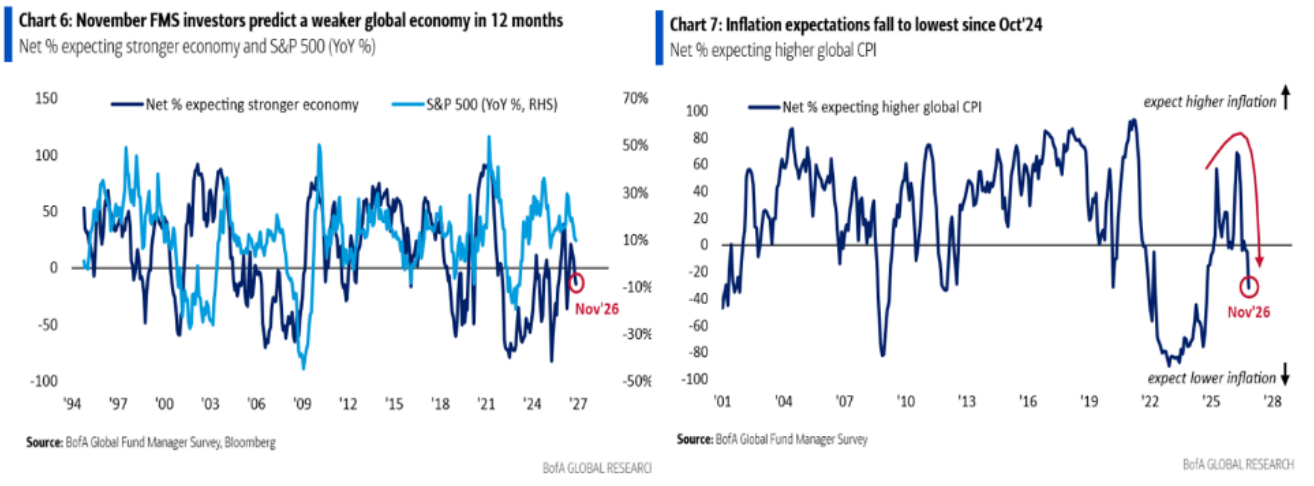 Chart 6: November FMS investors predict a weaker global economy in 12 months
Net % expecting stronger economy and S&P 500 (YoY %)
150
Net % expecting stronger economy
S&P 500 (YoY %, RHS)
70%
100
50%
50
30%
10%
0
-10%
Nov'26
-50
-30%
-100
-50%
'94 '97 '00 '03 '06 '09 '12 '15 '18 '21 '24 '27
Source: BofA Global Fund Manager Survey, Bloomberg
BofA GLOBAL RESEARC
Chart 7: Inflation expectations fall to lowest since Oct'24
Net % expecting higher global CPI
100
Net % expecting higher global CPI
expect higher inflation
80
60
40
20
0
-20
-40
Nov'26
-60
-80
-100
expect lower inflation
'01 '04 '07 '10 '13 '16 '19 '22 '25 '28
Source: BofA Global Fund Manager Survey
BofA GLOBAL RESEARCH